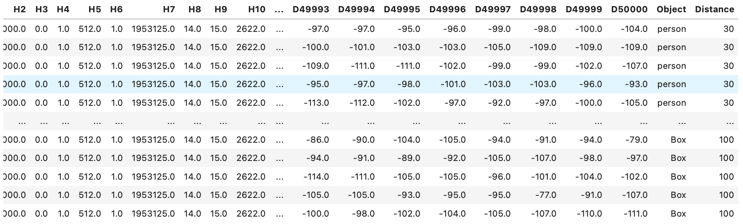 H2 H3 H4 H5 H6 H7 H8 H9 H10 ... D49993 D49994 D49995 D49996 D49997 D49998 D49999 D50000 Object Distance
000.0 0.0 1.0 512.0 1.0 1953125.0 14.0 15.0 2622.0 ... -97.0 -97.0 -95.0 -96.0 -99.0 -98.0 -100.0 -104.0 person 30
000.0 0.0 1.0 512.0 1.0 1953125.0 14.0 15.0 2622.0 ... -100.0 -101.0 -103.0 -103.0 -105.0 -109.0 -109.0 -109.0 person 30
000.0 0.0 1.0 512.0 1.0 1953125.0 14.0 15.0 2622.0 ... -109.0 -111.0 -111.0 -102.0 -99.0 -99.0 -102.0 -107.0 person 30
000.0 0.0 1.0 512.0 1.0 1953125.0 14.0 15.0 2622.0 ... -95.0 -97.0 -98.0 -101.0 -103.0 -103.0 -96.0 -93.0 person 30
000.0 0.0 1.0 512.0 1.0 1953125.0 14.0 15.0 2622.0 ... -113.0 -112.0 -102.0 -97.0 -92.0 -97.0 -100.0 -105.0 person 30
... ... ... ... ... ... ... ... ... ... ... ... ... ... ... ... ... ... ... ...
000.0 0.0 1.0 512.0 1.0 1953125.0 14.0 15.0 2622.0 ... -86.0 -90.0 -104.0 -105.0 -94.0 -91.0 -94.0 -79.0 Box 100
000.0 0.0 1.0 512.0 1.0 1953125.0 14.0 15.0 2622.0 ... -94.0 -91.0 -89.0 -92.0 -105.0 -107.0 -98.0 -97.0 Box 100
000.0 0.0 1.0 512.0 1.0 1953125.0 14.0 15.0 2622.0 ... -114.0 -111.0 -105.0 -105.0 -96.0 -101.0 -104.0 -102.0 Box 100
000.0 0.0 1.0 512.0 1.0 1953125.0 14.0 15.0 2622.0 ... -105.0 -105.0 -93.0 -95.0 -95.0 -77.0 -91.0 -107.0 Box 100
000.0 0.0 1.0 512.0 1.0 1953125.0 14.0 15.0 2622.0 ... -100.0 -98.0 -102.0 -104.0 -105.0 -107.0 -110.0 -111.0 Box 100